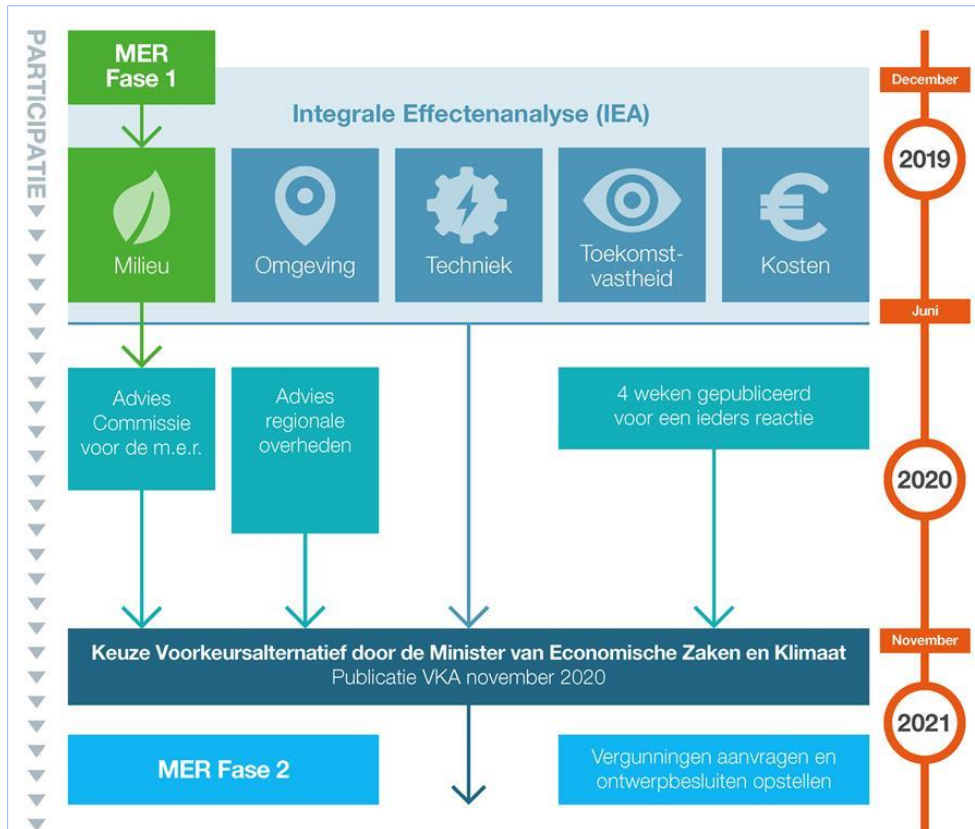 PARTICIPATIE
MER
Fase 1
Integrale Effectenanalyse (IEA)
Milieu
Omgeving
Techniek
Toekomst-
vastheid
Kosten
December
2019
Juni
Advies
Commissie
voor de m.e.r.
Advies
regionale
overheden
4 weken gepubliceerd
voor een ieders reactie
2020
Keuze Voorkeursalternatief door de Minister van Economische Zaken en Klimaat
Publicatie VKA november 2020
November
2021
MER Fase 2
Vergunningen aanvragen en
ontwerpbesluiten opstellen